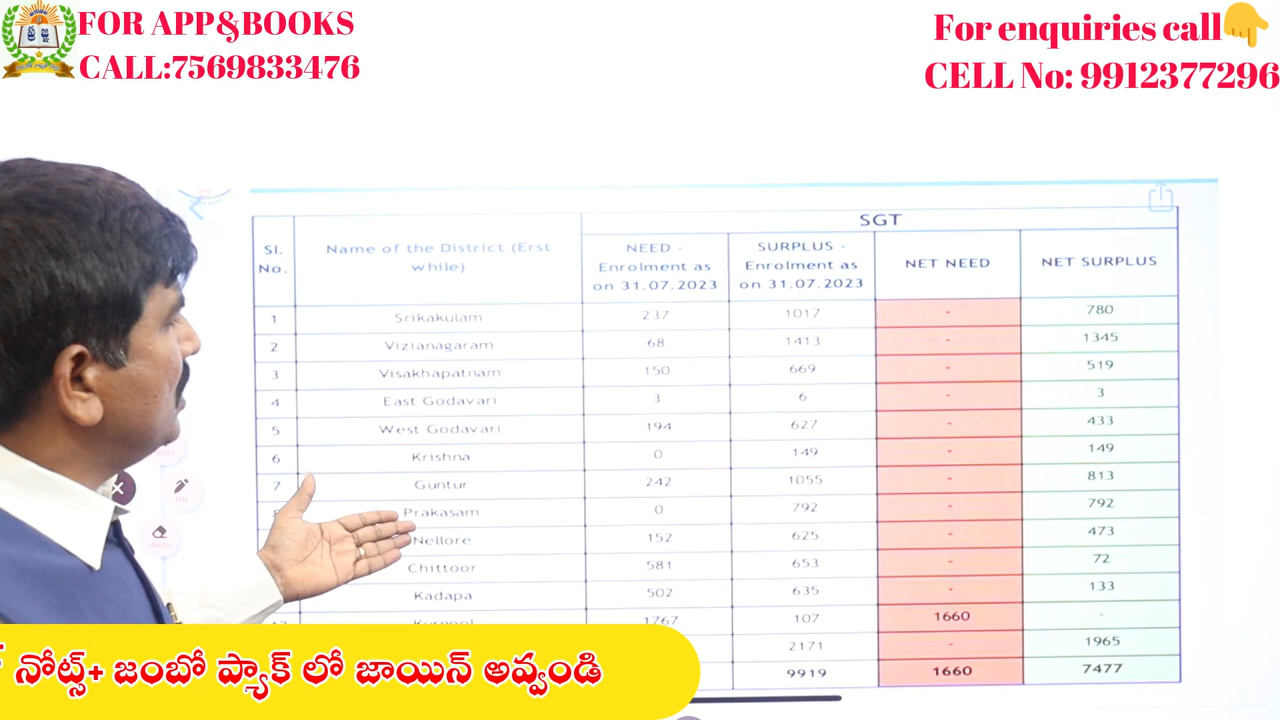 FOR APP&BOOKS
CALL:7569833476
For enquiries call
CELL No: 9912377296
SGT
Sl. No. Name of the District (Erst while) NEED - Enrolment as on 31.07.2023 SURPLUS - Enrolment as on 31.07.2023 NET NEED NET SURPLUS
1 Srikakulam 237 1017 - 780
2 Vizianagaram 68 1413 - 1345
3 Visakhapatnam 150 669 - 519
4 East Godavari 3 6 - 3
5 West Godavari 194 627 - 433
6 Krishna 0 149 - 149
7 Guntur 242 1055 - 813
8 Prakasam 0 792 - 792
Nellore 152 625 - 473
Chittoor 581 653 - 72
Kadapa 502 635 - 133
Kurnool 1767 107 1660 -
2171 - 1965
9919 1660 7477
నోట్స్+ జంబో ప్యాక్ లో జాయిన్ అవ్వండి